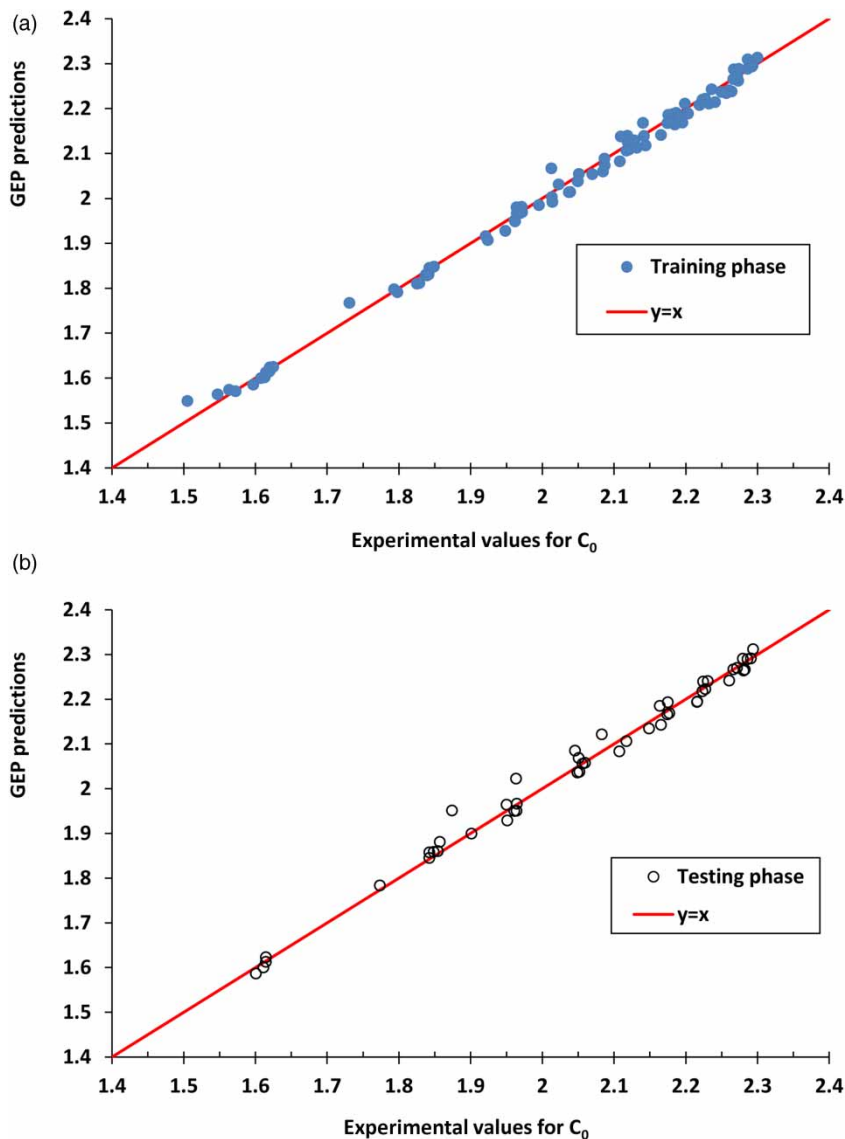 (a)
2.4
2.3
2.2
2.1
2
1.9
1.8
1.7
1.6
1.5
1.4
GEP predictions
Training phase
y=x
1.4 1.5 1.6 1.7 1.8 1.9 2 2.1 2.2 2.3 2.4
Experimental values for C₀
(b)
2.4
2.3
2.2
2.1
2
1.9
1.8
1.7
1.6
1.5
1.4
GEP predictions
Testing phase
y=x
1.4 1.5 1.6 1.7 1.8 1.9 2 2.1 2.2 2.3 2.4
Experimental values for C₀